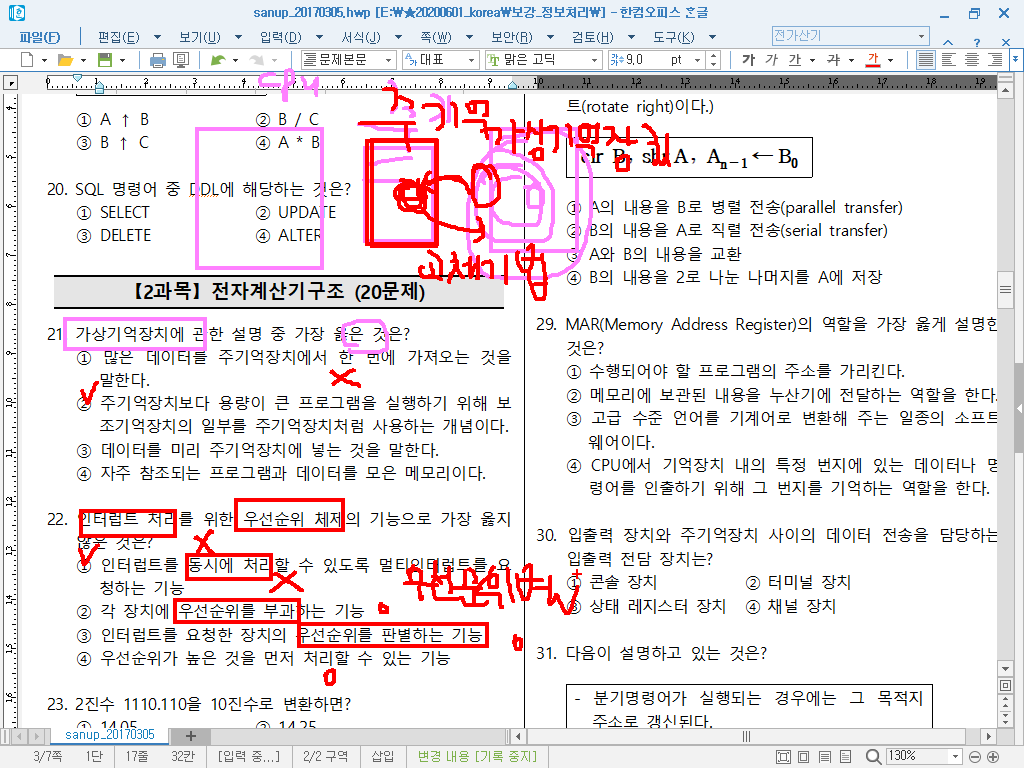 sanup_20170305.hwp [E:₩★20200601_korea₩보강_정보처리₩] - 한컴오피스 혼글
파일(F) 편집(E) 보기(U) 입력(D) 서식(J) 쪽(W) 보안(R) 검토(H) 도구(K) 전가산기
문단본문 대표 맑은 고딕 9,0 pt 가 가 가 가 가
cpu
주기억
가상기억장치
교체기법
① A ↑ B ② B / C
③ B ↑ C ④ A * B
20. SQL 명령어 중 DDL에 해당하는 것은?
① SELECT ② UPDATE
③ DELETE ④ ALTER
【2과목】 전자계산기구조 (20문제)
21 가상기억장치에 관한 설명 중 가장 옳은 것은?
① 많은 데이터를 주기억장치에서 한 번에 가져오는 것을
말한다.
② 주기억장치보다 용량이 큰 프로그램을 실행하기 위해 보
조기억장치의 일부를 주기억장치처럼 사용하는 개념이다.
③ 데이터를 미리 주기억장치에 넣는 것을 말한다.
④ 자주 참조되는 프로그램과 데이터를 모은 메모리이다.
22. 인터럽트 처리를 위한 우선순위 체제의 기능으로 가장 옳지
않은 것은?
① 인터럽트를 동시에 처리할 수 있도록 멀티인터럽트를 요
청하는 기능
② 각 장치에 우선순위를 부과하는 기능
③ 인터럽트를 요청한 장치의 우선순위를 판별하는 기능
④ 우선순위가 높은 것을 먼저 처리할 수 있는 기능
23. 2진수 1110.110을 10진수로 변환하면?
① 14.05 ② 14.25
트(rotate right)이다.)
B, A, Aₙ₋₁ ← B₀
① A의 내용을 B로 병렬 전송(parallel transfer)
② B의 내용을 A로 직렬 전송(serial transfer)
③ A와 B의 내용을 교환
④ B의 내용을 2로 나눈 나머지를 A에 저장
29. MAR(Memory Address Register)의 역할을 가장 옳게 설명한
것은?
① 수행되어야 할 프로그램의 주소를 가리킨다.
② 메모리에 보관된 내용을 누산기에 전달하는 역할을 한다.
③ 고급 수준 언어를 기계어로 변환해 주는 일종의 소프트
웨어이다.
④ CPU에서 기억장치 내의 특정 번지에 있는 데이터나 명
령어를 인출하기 위해 그 번지를 기억하는 역할을 한다.
30. 입출력 장치와 주기억장치 사이의 데이터 전송을 담당하는
입출력 전담 장치는?
① 콘솔 장치 ② 터미널 장치
③ 상태 레지스터 장치 ④ 채널 장치
31. 다음이 설명하고 있는 것은?
- 분기명령어가 실행되는 경우에는 그 목적지
주소로 갱신된다.
sanup_20170305
3/7쪽 1단 17줄 32칸 [입력 중...] 2/2 구역 삽입 변경 내용 [기록 중지] 130%